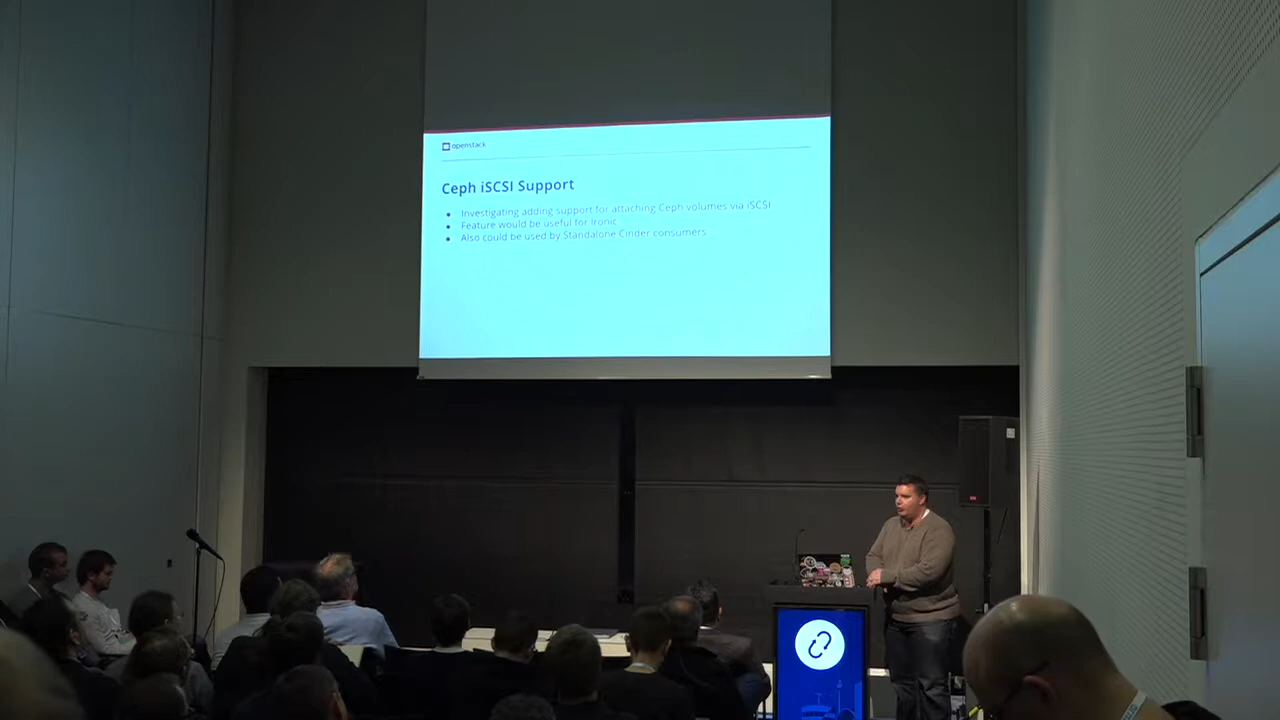 openstack
Ceph iSCSI Support
Investigating adding support for attaching Ceph volumes via iSCSI
Feature would be useful for Ironic
Also could be used by Standalone Cinder consumers